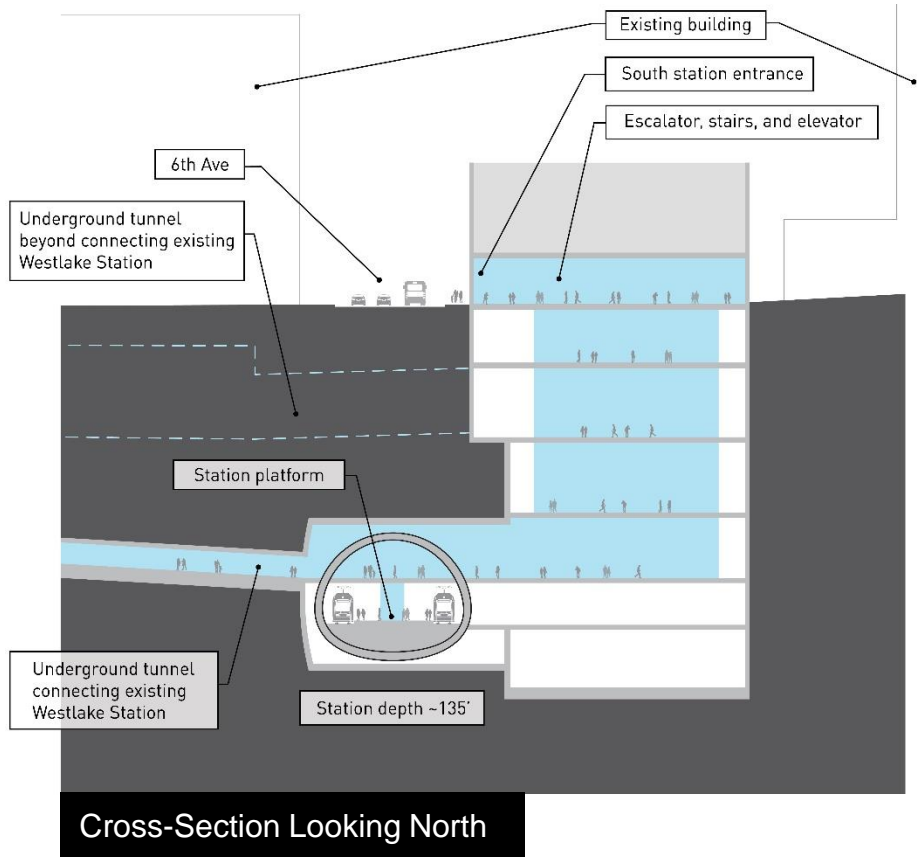 Existing building
South station entrance
Escalator, stairs, and elevator
6th Ave
Underground tunnel
beyond connecting existing
Westlake Station
Station platform
Underground tunnel
connecting existing
Westlake Station
Station depth ~135’
Cross-Section Looking North